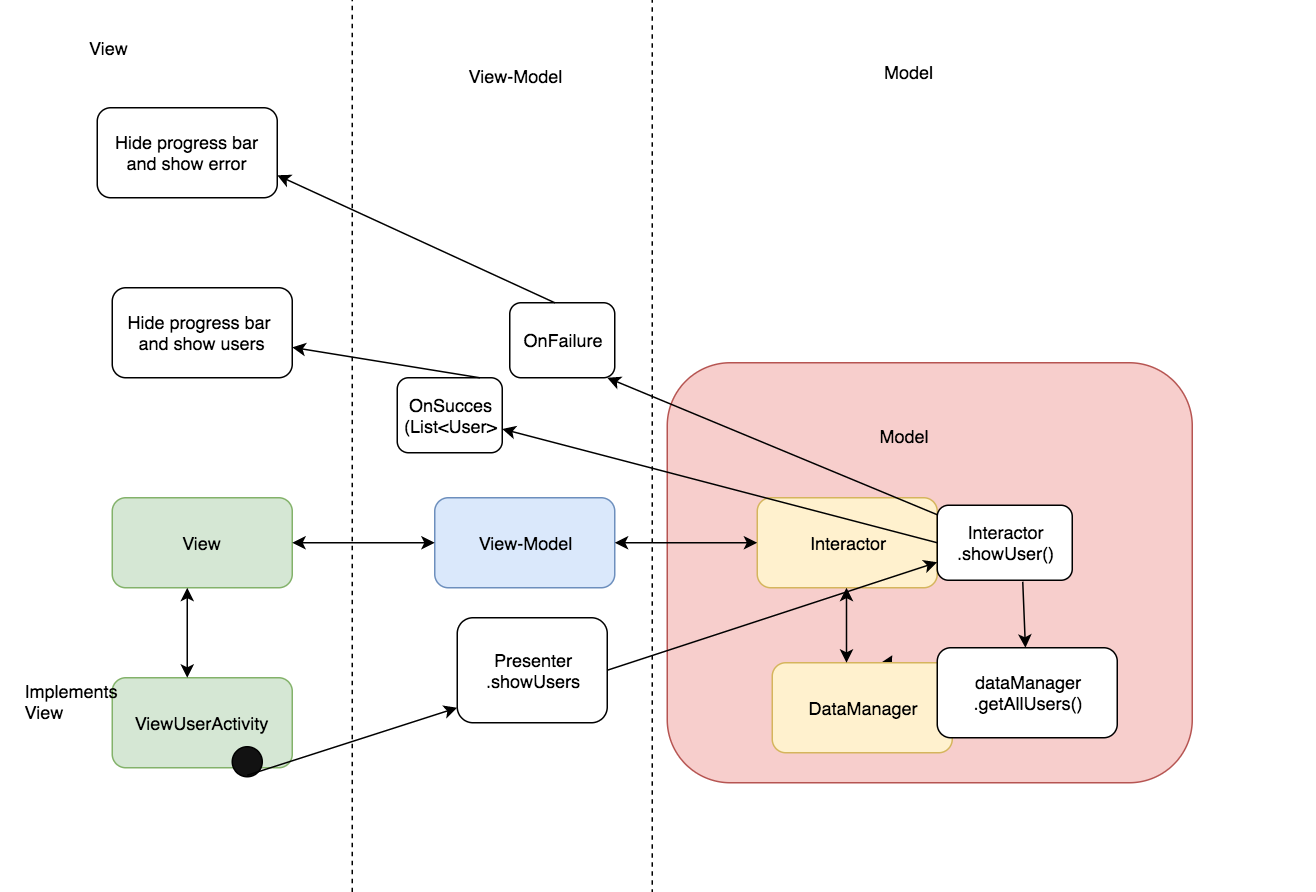 View
View-Model
Model
Hide progress bar
and show error
Hide progress bar
and show users
OnFailure
OnSucces
(List<User>
Model
View
View-Model
Interactor
Interactor
.showUser()
Presenter
.showUsers
Implements
View
ViewUserActivity
DataManager
dataManager
.getAllUsers()